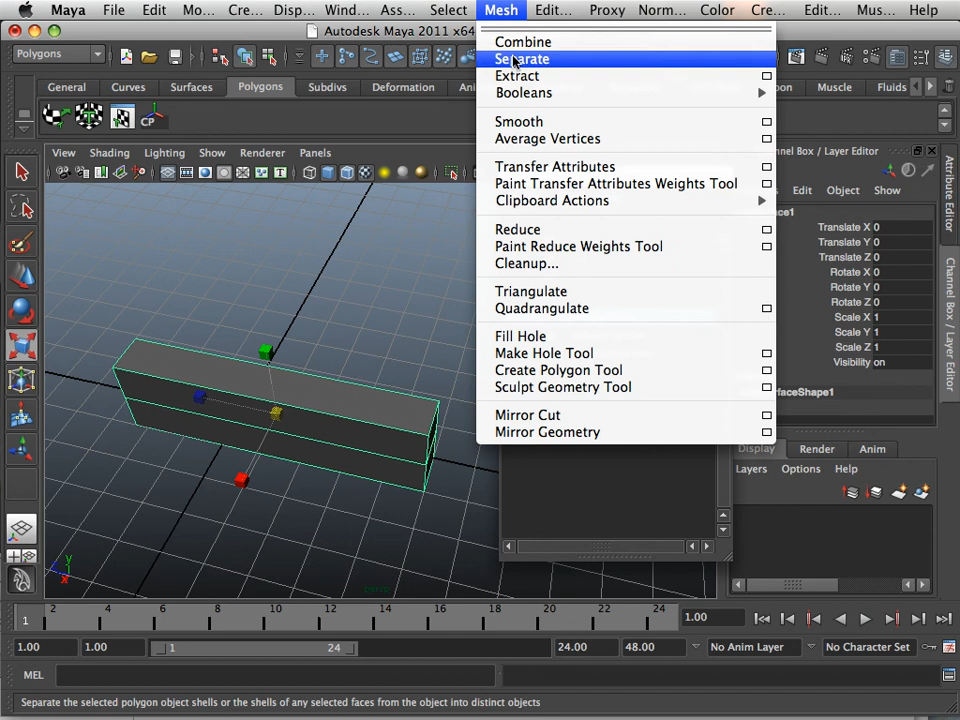 Maya File Edit Mo... Cre... Disp... Wind... Ass... Select Mesh Edit... Proxy Norm... Color Cre... Edit... Mus... Help
Autodesk Maya 2011 x64
Polygons
General Curves Surfaces Polygons Subdivs Deformation Muscle Fluids
CP
View Shading Lighting Show Renderer Panels
Combine
Separate
Extract
Booleans
Smooth
Average Vertices
Transfer Attributes
Paint Transfer Attributes Weights Tool
Clipboard Actions
Reduce
Paint Reduce Weights Tool
Cleanup...
Triangulate
Quadrangulate
Fill Hole
Make Hole Tool
Create Polygon Tool
Sculpt Geometry Tool
Mirror Cut
Mirror Geometry
nnel Box / Layer Editor
Edit Object Show
Translate X 0
Translate Y 0
Translate Z 0
Rotate X 0
Rotate Y 0
Rotate Z 0
Scale X 1
Scale Y 1
Scale Z 1
Visibility on
Attribute Editor
Channel Box / Layer Editor
Display Render Anim
Layers Options Help
y
x
persp
2 4 6 8 10 12 14 16 18 20 22 24
1
1.00
1.00 1.00 1 24 24.00 48.00 No Anim Layer No Character Set
MEL
Separate the selected polygon object shells or the shells of any selected faces from the object into distinct objects